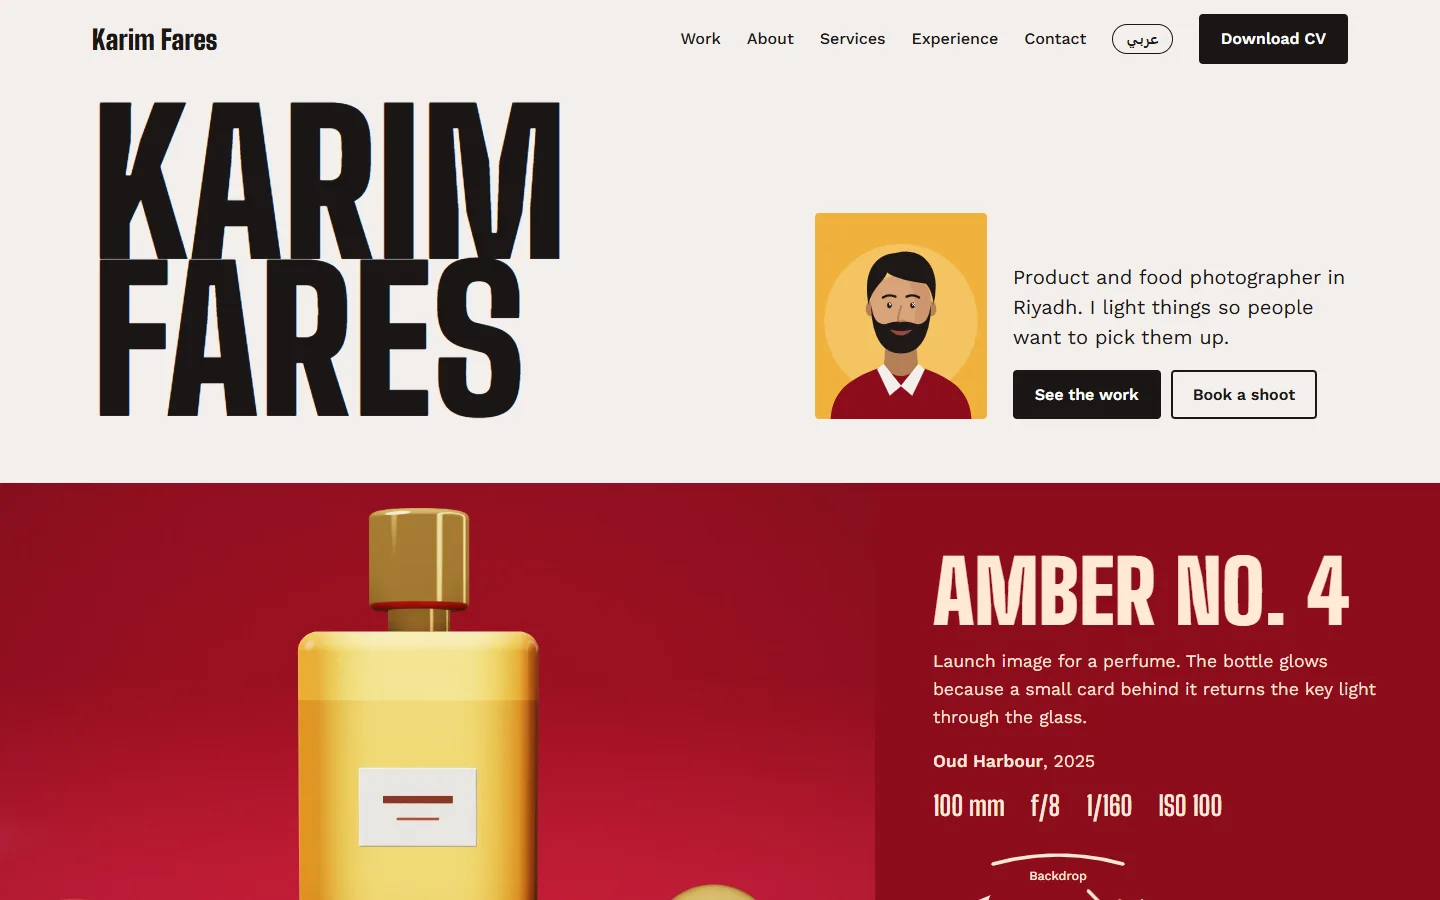 Karim Fares
Work
About
Services
Experience
Contact
عربي
Download CV
KARIM
FARES
Product and food photographer in
Riyadh. I light things so people
want to pick them up.
See the work
Book a shoot
AMBER NO. 4
Launch image for a perfume. The bottle glows
because a small card behind it returns the key light
through the glass.
Oud Harbour, 2025
100 mm f/8 1/160 ISO 100
Backdrop